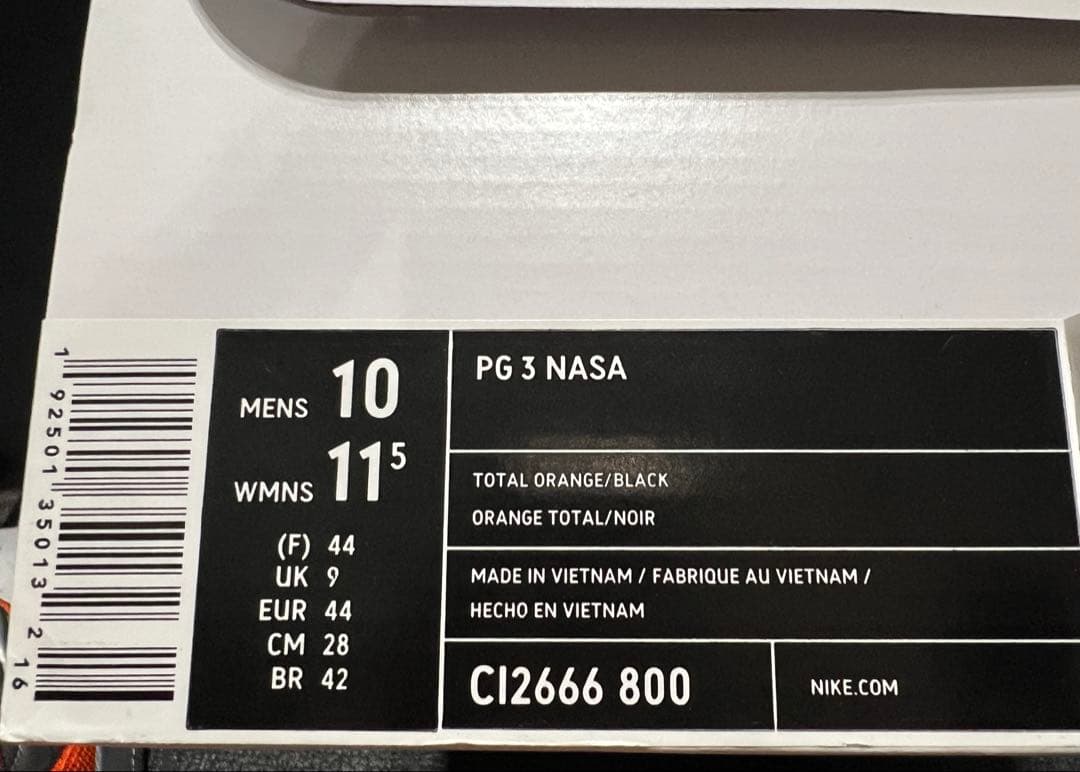 1 92501 35013 2 16
MENS 10
WMNS 11⁵
(F) 44
UK 9
EUR 44
CM 28
BR 42
PG 3 NASA
TOTAL ORANGE/BLACK
ORANGE TOTAL/NOIR
MADE IN VIETNAM / FABRIQUE AU VIETNAM /
HECHO EN VIETNAM
CI2666 800
NIKE.COM